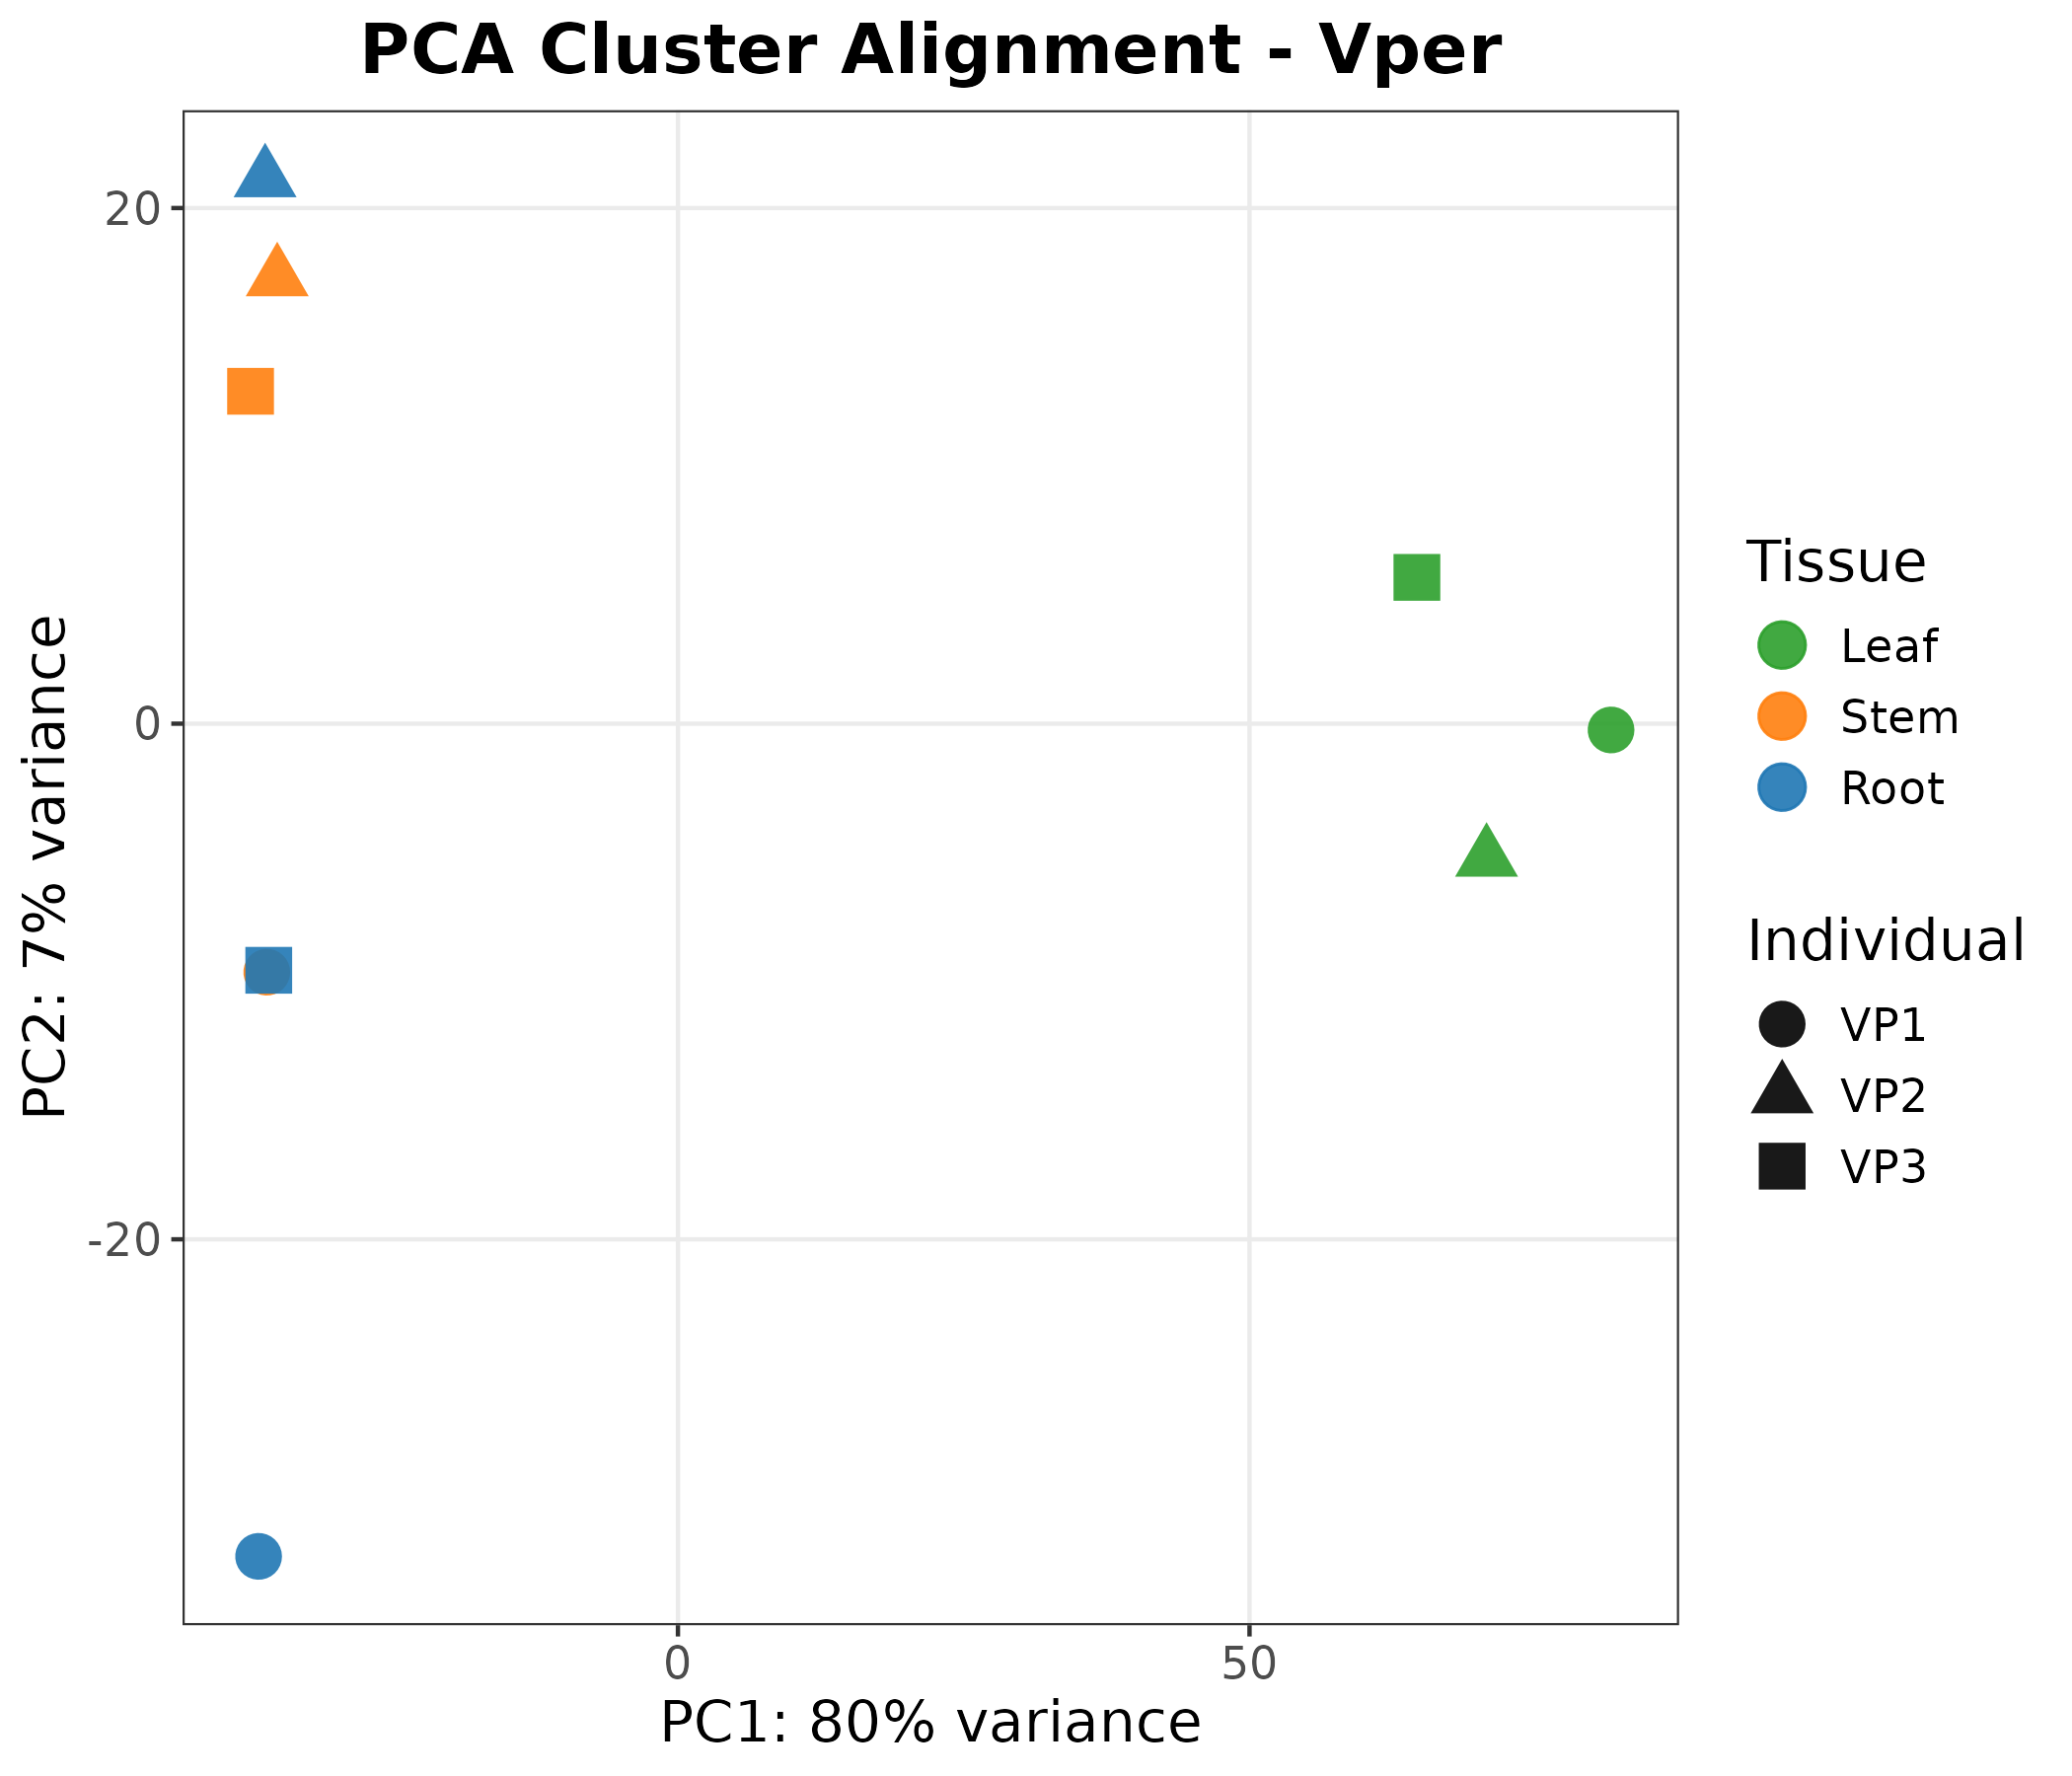 PCA Cluster Alignment - Vper
PC2: 7% variance
20
0
-20
0
50
PC1: 80% variance
Tissue
Leaf
Stem
Root
Individual
VP1
VP2
VP3